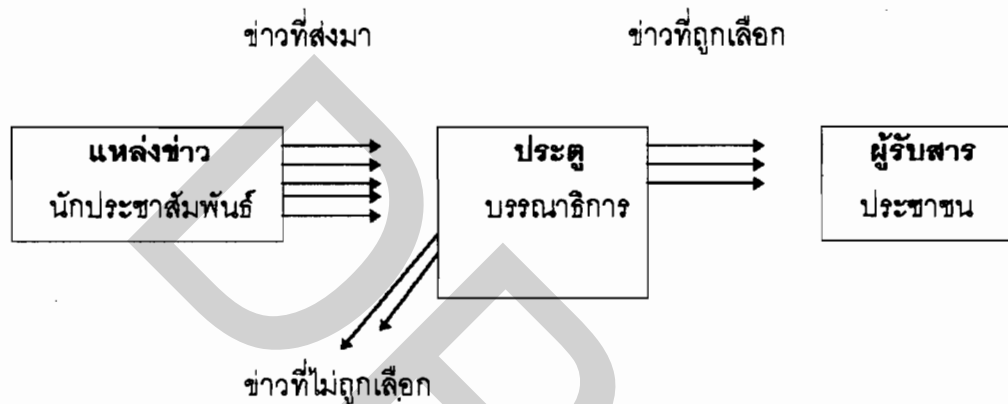 ข่าวที่ส่งมา
ข่าวที่ถูกเลือก
แหล่งข่าว
นักประชาสัมพันธ์
ประตู
บรรณาธิการ
ผู้รับสาร
ประชาชน
ข่าวที่ไม่ถูกเลือก